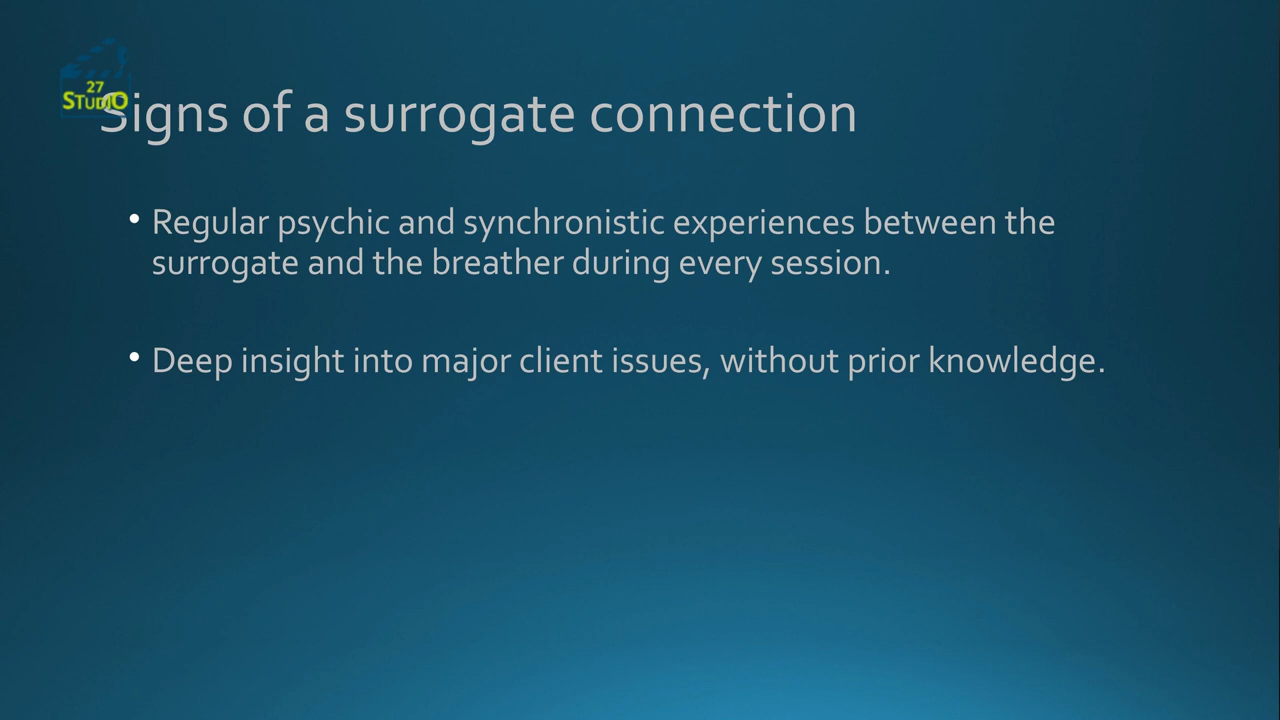 27
STUDIO
Signs of a surrogate connection
• Regular psychic and synchronistic experiences between the
surrogate and the breather during every session.
• Deep insight into major client issues, without prior knowledge.